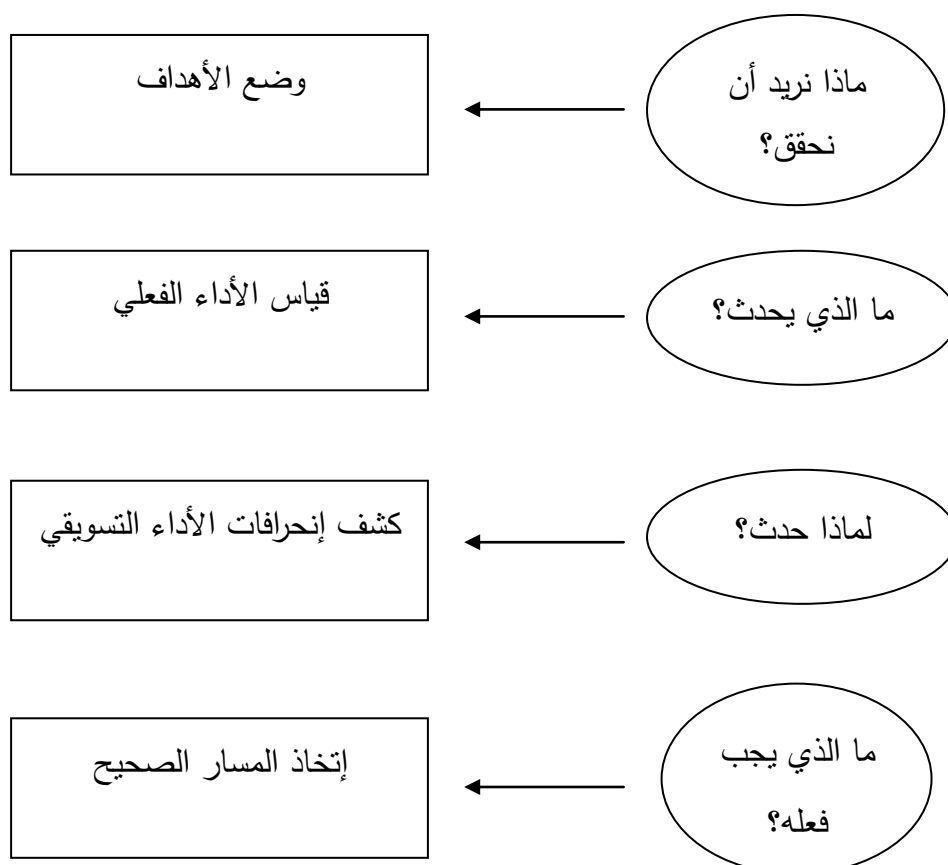 ماذا نريد أن
نحقق؟
وضع الأهداف
ما الذي يحدث؟
قياس الأداء الفعلي
لماذا حدث؟
كشف إنحرافات الأداء التسويقي
ما الذي يجب
فعله؟
إتخاذ المسار الصحيح